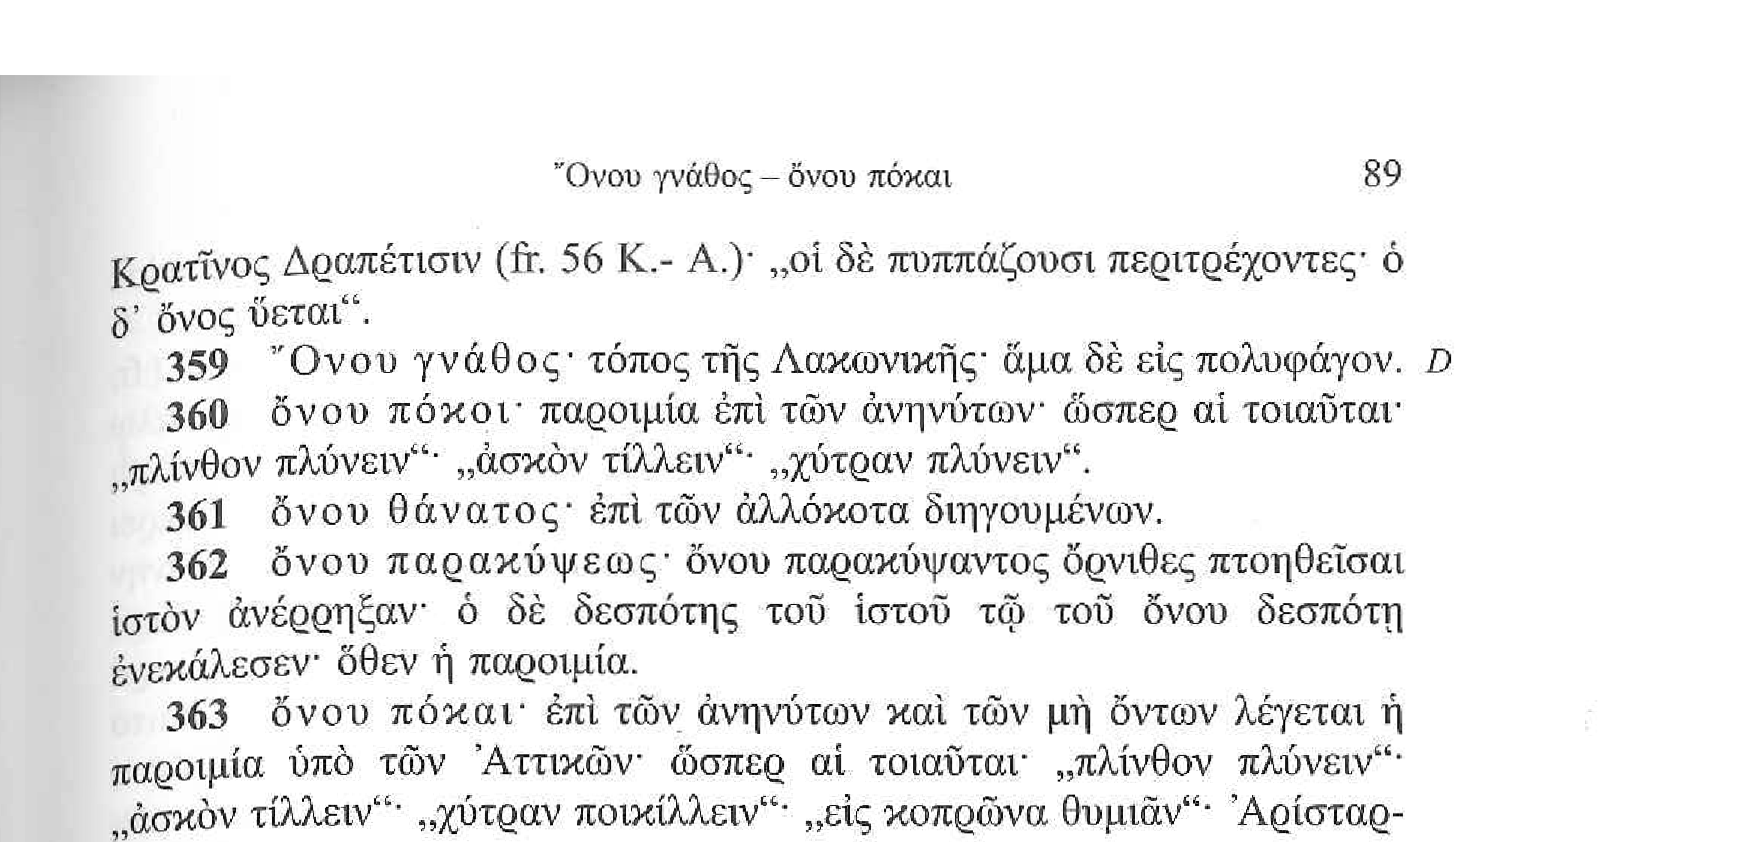 Ὄνου γνάθος – ὄνου πόκαι 89
Κρατῖνος Δραπέτισιν (fr. 56 K.- A.)· „οἱ δὲ πυππάζουσι περιτρέχοντες· ὁ
δ’ ὄνος ὕεται“.
359 Ὄνου γνάθος· τόπος τῆς Λακωνικῆς· ἅμα δὲ εἰς πολυφάγον. D
360 ὄνου πόκοι· παροιμία ἐπὶ τῶν ἀνηνύτων· ὥσπερ αἱ τοιαῦται·
„πλίνθον πλύνειν“· „ἀσκὸν τίλλειν“· „χύτραν πλύνειν“.
361 ὄνου θάνατος· ἐπὶ τῶν ἀλλόκοτα διηγουμένων.
362 ὄνου παρακύψεως· ὄνου παρακύψαντος ὄρνιθες πτοηθεῖσαι
ἱστὸν ἀνέρρηξαν· ὁ δὲ δεσπότης τοῦ ἱστοῦ τῷ τοῦ ὄνου δεσπότῃ
ἐνεκάλεσεν· ὅθεν ἡ παροιμία.
363 ὄνου πόκαι· ἐπὶ τῶν ἀνηνύτων καὶ τῶν μὴ ὄντων λέγεται ἡ
παροιμία ὑπὸ τῶν Ἀττικῶν· ὥσπερ αἱ τοιαῦται· „πλίνθον πλύνειν“·
„ἀσκὸν τίλλειν“· „χύτραν ποικίλλειν“· „εἰς κοπρῶνα θυμιᾶν“· Ἀρίσταρ-